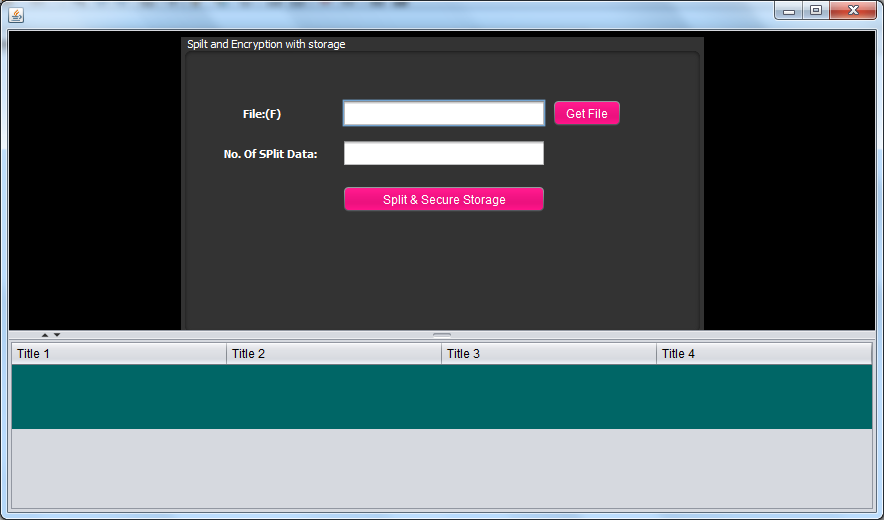 Spilt and Encryption with storage
File:(F)
Get File
No. Of SPlit Data:
Split & Secure Storage
Title 1 Title 2 Title 3 Title 4